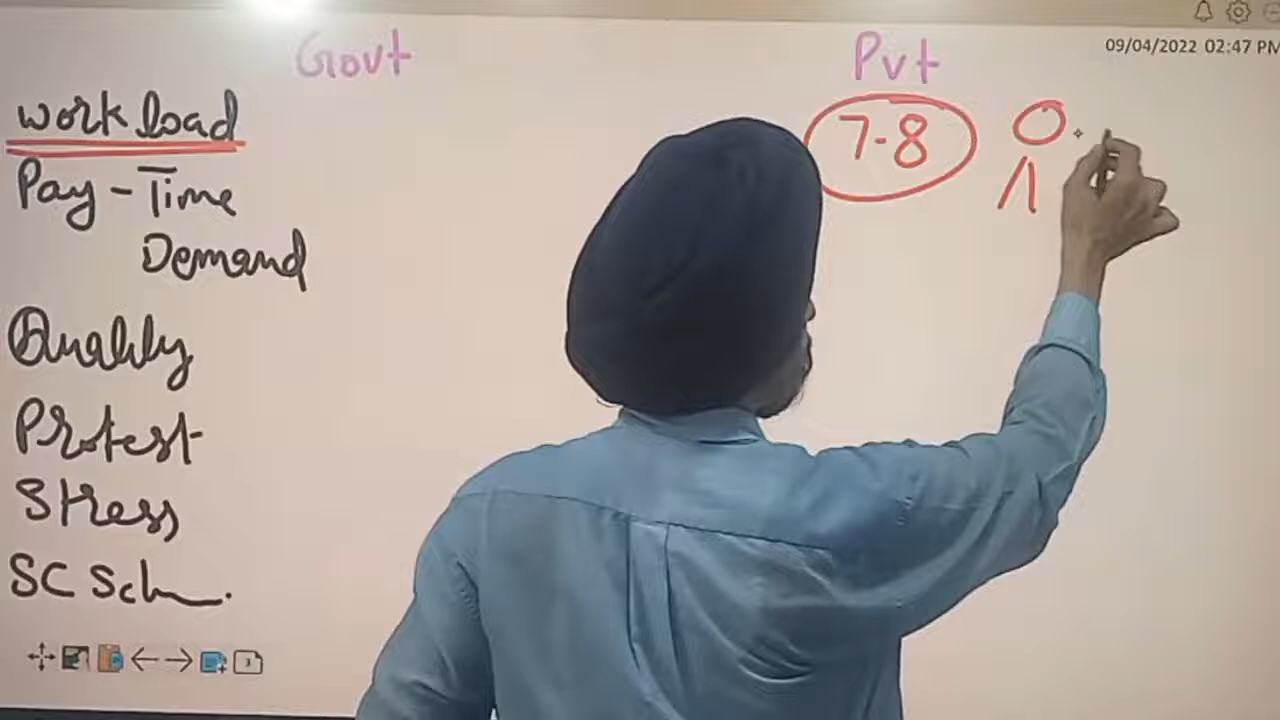 Govt
Pvt
09/04/2022 02:47 PM
work load
7-8
0
Pay - Time
Demand
Quality
Protest
Stress
SC Sch